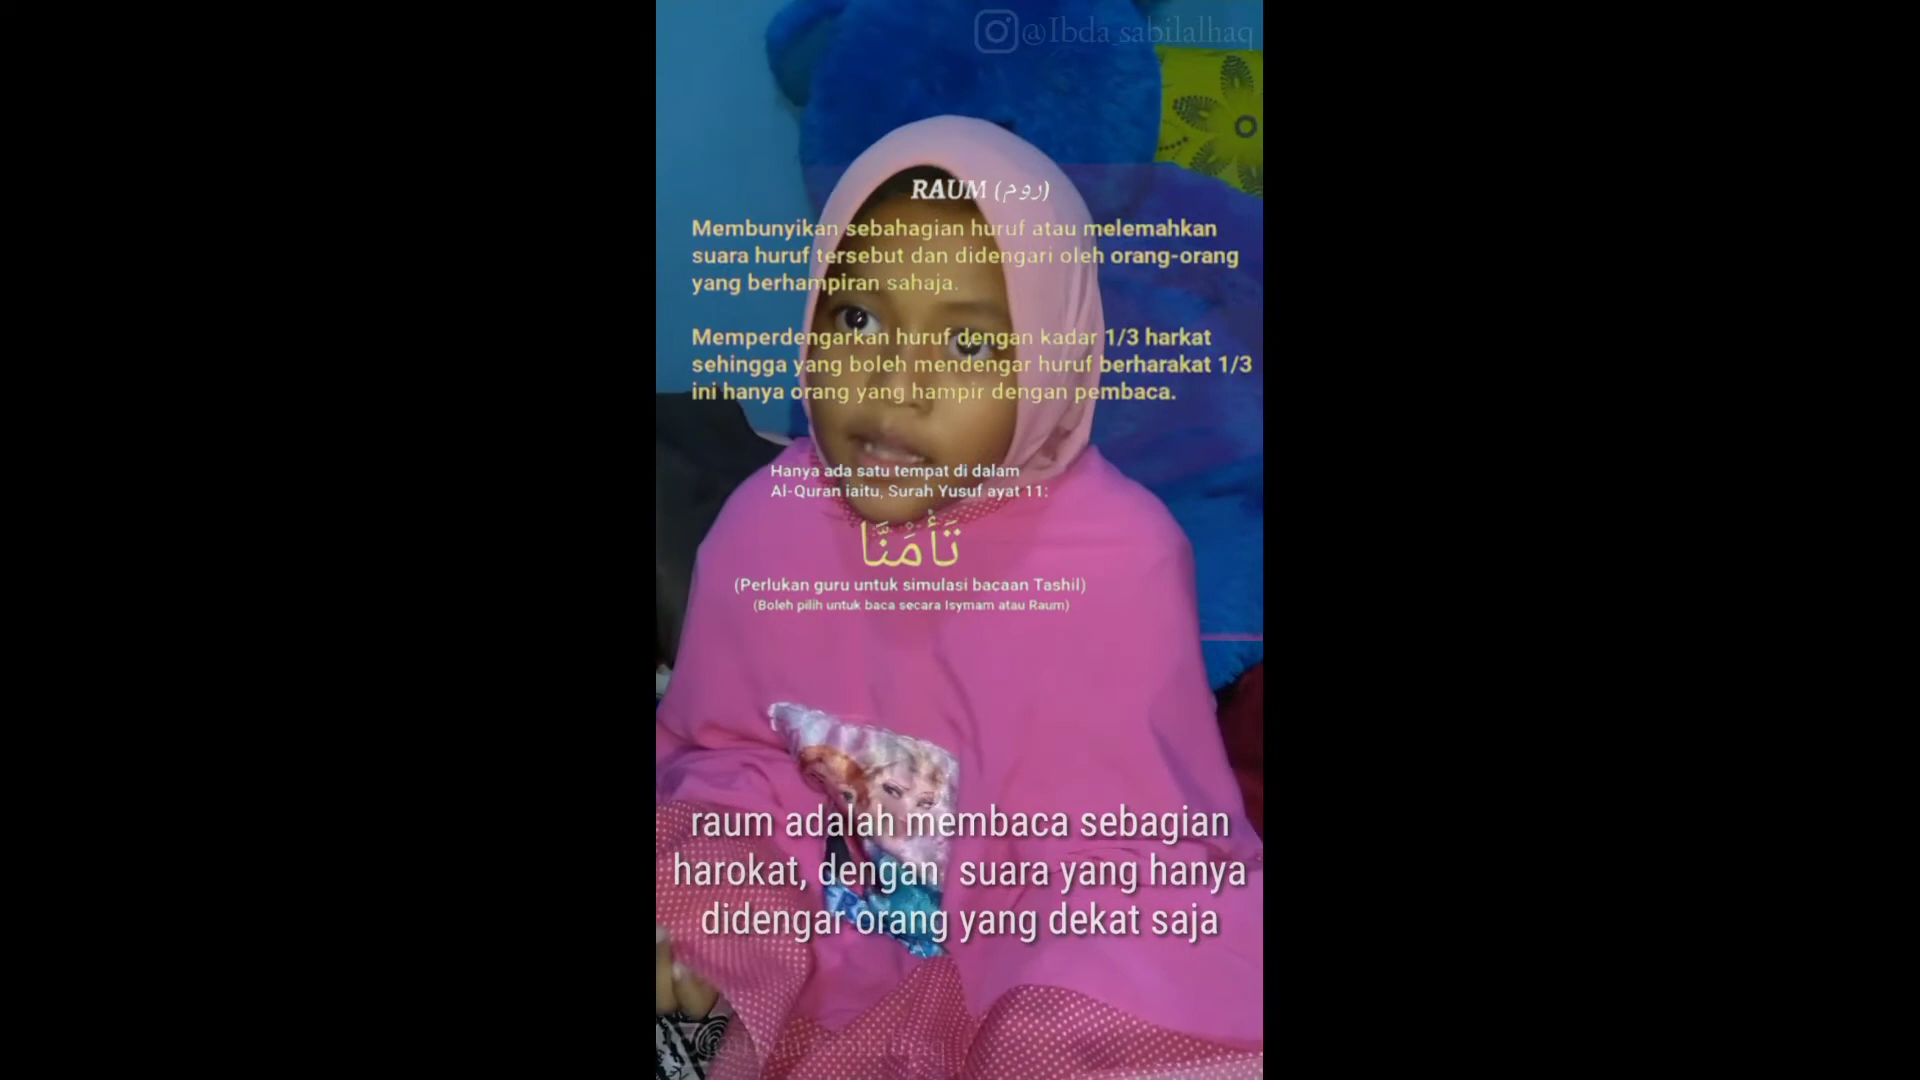 @Ibda_sabilalhaq
RAUM (روم)
Membunyikan sebahagian huruf atau melemahkan
suara huruf tersebut dan didengari oleh orang-orang
yang berhampiran sahaja.
Memperdengarkan huruf dengan kadar 1/3 harkat
sehingga yang boleh mendengar huruf berharakat 1/3
ini hanya orang yang hampir dengan pembaca.
Hanya ada satu tempat di dalam
Al-Quran iaitu, Surah Yusuf ayat 11:
تَأْمَ۫نَّا
(Perlukan guru untuk simulasi bacaan Tashil)
(Boleh pilih untuk baca secara Isymam atau Raum)
raum adalah membaca sebagian
harokat, dengan suara yang hanya
didengar orang yang dekat saja